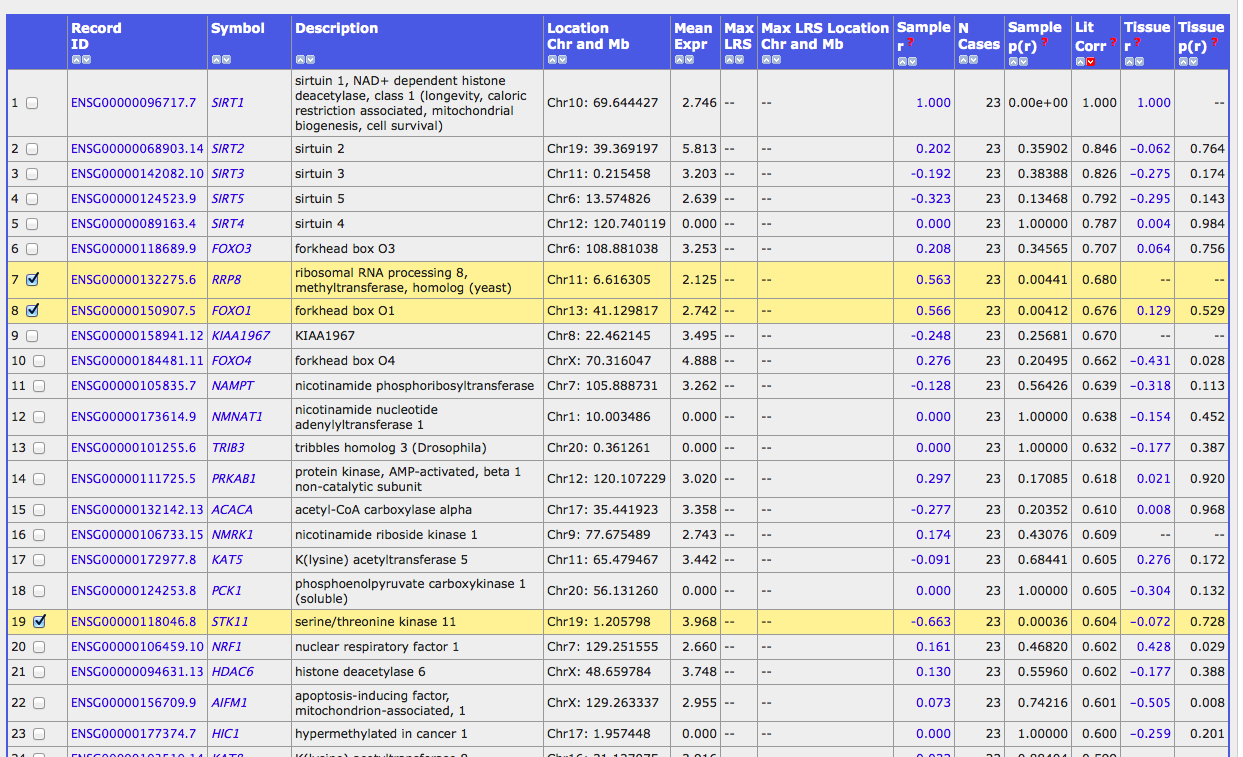 Record ID Symbol Description Location Chr and Mb Mean Expr Max LRS Max LRS Location Chr and Mb Sample r ? N Cases Sample p(r) ? Lit Corr ? Tissue r ? Tissue p(r) ?
1 ENSG00000096717.7 SIRT1 sirtuin 1, NAD+ dependent histone deacetylase, class 1 (longevity, caloric restriction associated, mitochondrial biogenesis, cell survival) Chr10: 69.644427 2.746 -- -- 1.000 23 0.00e+00 1.000 1.000 --
2 ENSG00000068903.14 SIRT2 sirtuin 2 Chr19: 39.369197 5.813 -- -- 0.202 23 0.35902 0.846 −0.062 0.764
3 ENSG00000142082.10 SIRT3 sirtuin 3 Chr11: 0.215458 3.203 -- -- -0.192 23 0.38388 0.826 −0.275 0.174
4 ENSG00000124523.9 SIRT5 sirtuin 5 Chr6: 13.574826 2.639 -- -- -0.323 23 0.13468 0.792 −0.295 0.143
5 ENSG00000089163.4 SIRT4 sirtuin 4 Chr12: 120.740119 0.000 -- -- 0.000 23 1.00000 0.787 0.004 0.984
6 ENSG00000118689.9 FOXO3 forkhead box O3 Chr6: 108.881038 3.253 -- -- 0.208 23 0.34565 0.707 0.064 0.756
7 ENSG00000132275.6 RRP8 ribosomal RNA processing 8, methyltransferase, homolog (yeast) Chr11: 6.616305 2.125 -- -- 0.563 23 0.00441 0.680 -- --
8 ENSG00000150907.5 FOXO1 forkhead box O1 Chr13: 41.129817 2.742 -- -- 0.566 23 0.00412 0.676 0.129 0.529
9 ENSG00000158941.12 KIAA1967 KIAA1967 Chr8: 22.462145 3.495 -- -- -0.248 23 0.25681 0.670 -- --
10 ENSG00000184481.11 FOXO4 forkhead box O4 ChrX: 70.316047 4.888 -- -- 0.276 23 0.20495 0.662 −0.431 0.028
11 ENSG00000105835.7 NAMPT nicotinamide phosphoribosyltransferase Chr7: 105.888731 3.262 -- -- -0.128 23 0.56426 0.639 −0.318 0.113
12 ENSG00000173614.9 NMNAT1 nicotinamide nucleotide adenylyltransferase 1 Chr1: 10.003486 0.000 -- -- 0.000 23 1.00000 0.638 −0.154 0.452
13 ENSG00000101255.6 TRIB3 tribbles homolog 3 (Drosophila) Chr20: 0.361261 0.000 -- -- 0.000 23 1.00000 0.632 −0.177 0.387
14 ENSG00000111725.5 PRKAB1 protein kinase, AMP-activated, beta 1 non-catalytic subunit Chr12: 120.107229 3.020 -- -- 0.297 23 0.17085 0.618 0.021 0.920
15 ENSG00000132142.13 ACACA acetyl-CoA carboxylase alpha Chr17: 35.441923 3.358 -- -- -0.277 23 0.20352 0.610 0.008 0.968
16 ENSG00000106733.15 NMRK1 nicotinamide riboside kinase 1 Chr9: 77.675489 2.743 -- -- 0.174 23 0.43076 0.609 -- --
17 ENSG00000172977.8 KAT5 K(lysine) acetyltransferase 5 Chr11: 65.479467 3.442 -- -- -0.091 23 0.68441 0.605 0.276 0.172
18 ENSG00000124253.8 PCK1 phosphoenolpyruvate carboxykinase 1 (soluble) Chr20: 56.131260 0.000 -- -- 0.000 23 1.00000 0.605 −0.304 0.132
19 ENSG00000118046.8 STK11 serine/threonine kinase 11 Chr19: 1.205798 3.968 -- -- -0.663 23 0.00036 0.604 −0.072 0.728
20 ENSG00000106459.10 NRF1 nuclear respiratory factor 1 Chr7: 129.251555 2.660 -- -- 0.161 23 0.46820 0.602 0.428 0.029
21 ENSG00000094631.13 HDAC6 histone deacetylase 6 ChrX: 48.659784 3.748 -- -- 0.130 23 0.55960 0.602 −0.177 0.388
22 ENSG00000156709.9 AIFM1 apoptosis-inducing factor, mitochondrion-associated, 1 ChrX: 129.263337 2.955 -- -- 0.073 23 0.74216 0.601 −0.505 0.008
23 ENSG00000177374.7 HIC1 hypermethylated in cancer 1 Chr17: 1.957448 0.000 -- -- 0.000 23 1.00000 0.600 −0.259 0.201